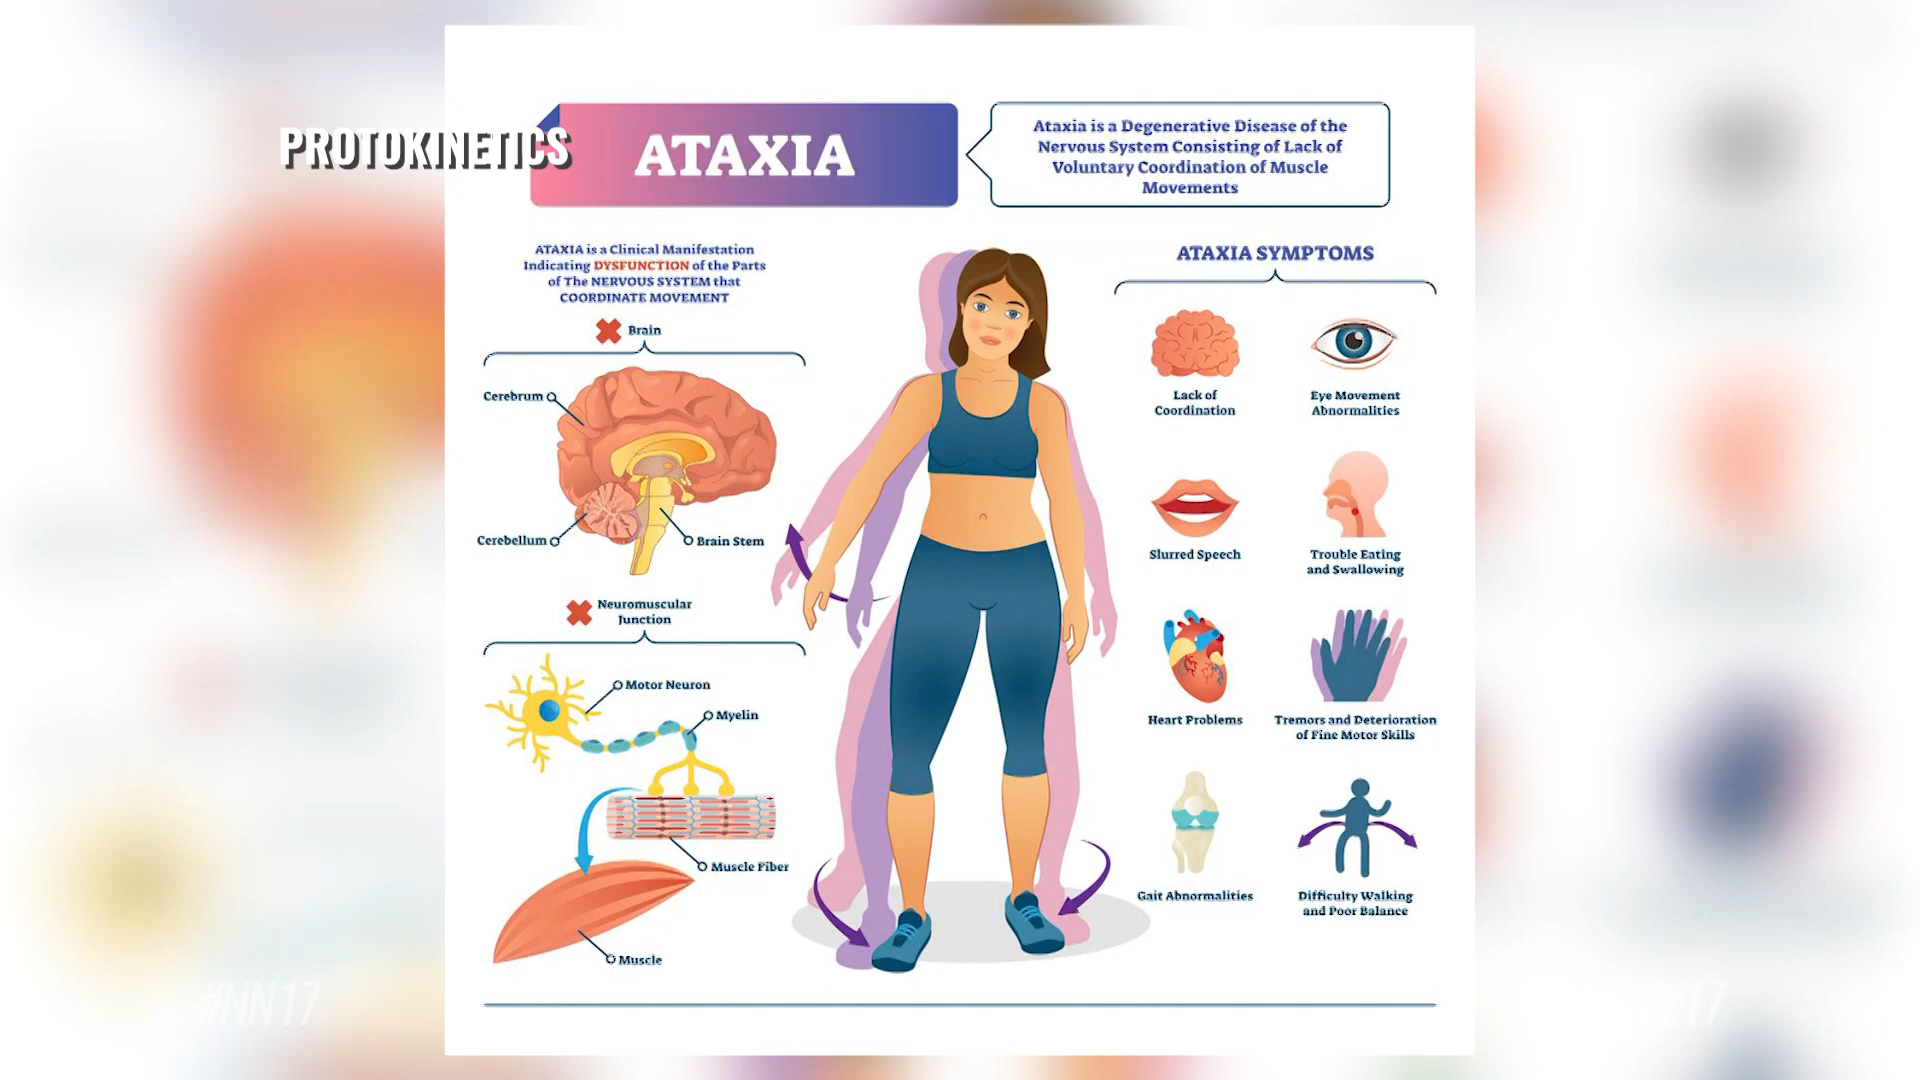 PROTOKINETICS
ATAXIA
Ataxia is a Degenerative Disease of the
Nervous System Consisting of Lack of
Voluntary Coordination of Muscle
Movements
ATAXIA is a Clinical Manifestation
Indicating DYSFUNCTION of the Parts
of The NERVOUS SYSTEM that
COORDINATE MOVEMENT
Brain
Cerebrum
Cerebellum
Brain Stem
Neuromuscular
Junction
Motor Neuron
Myelin
Muscle Fiber
Muscle
ATAXIA SYMPTOMS
Lack of
Coordination
Eye Movement
Abnormalities
Slurred Speech
Trouble Eating
and Swallowing
Heart Problems
Tremors and Deterioration
of Fine Motor Skills
Gait Abnormalities
Difficulty Walking
and Poor Balance
#NN17
17